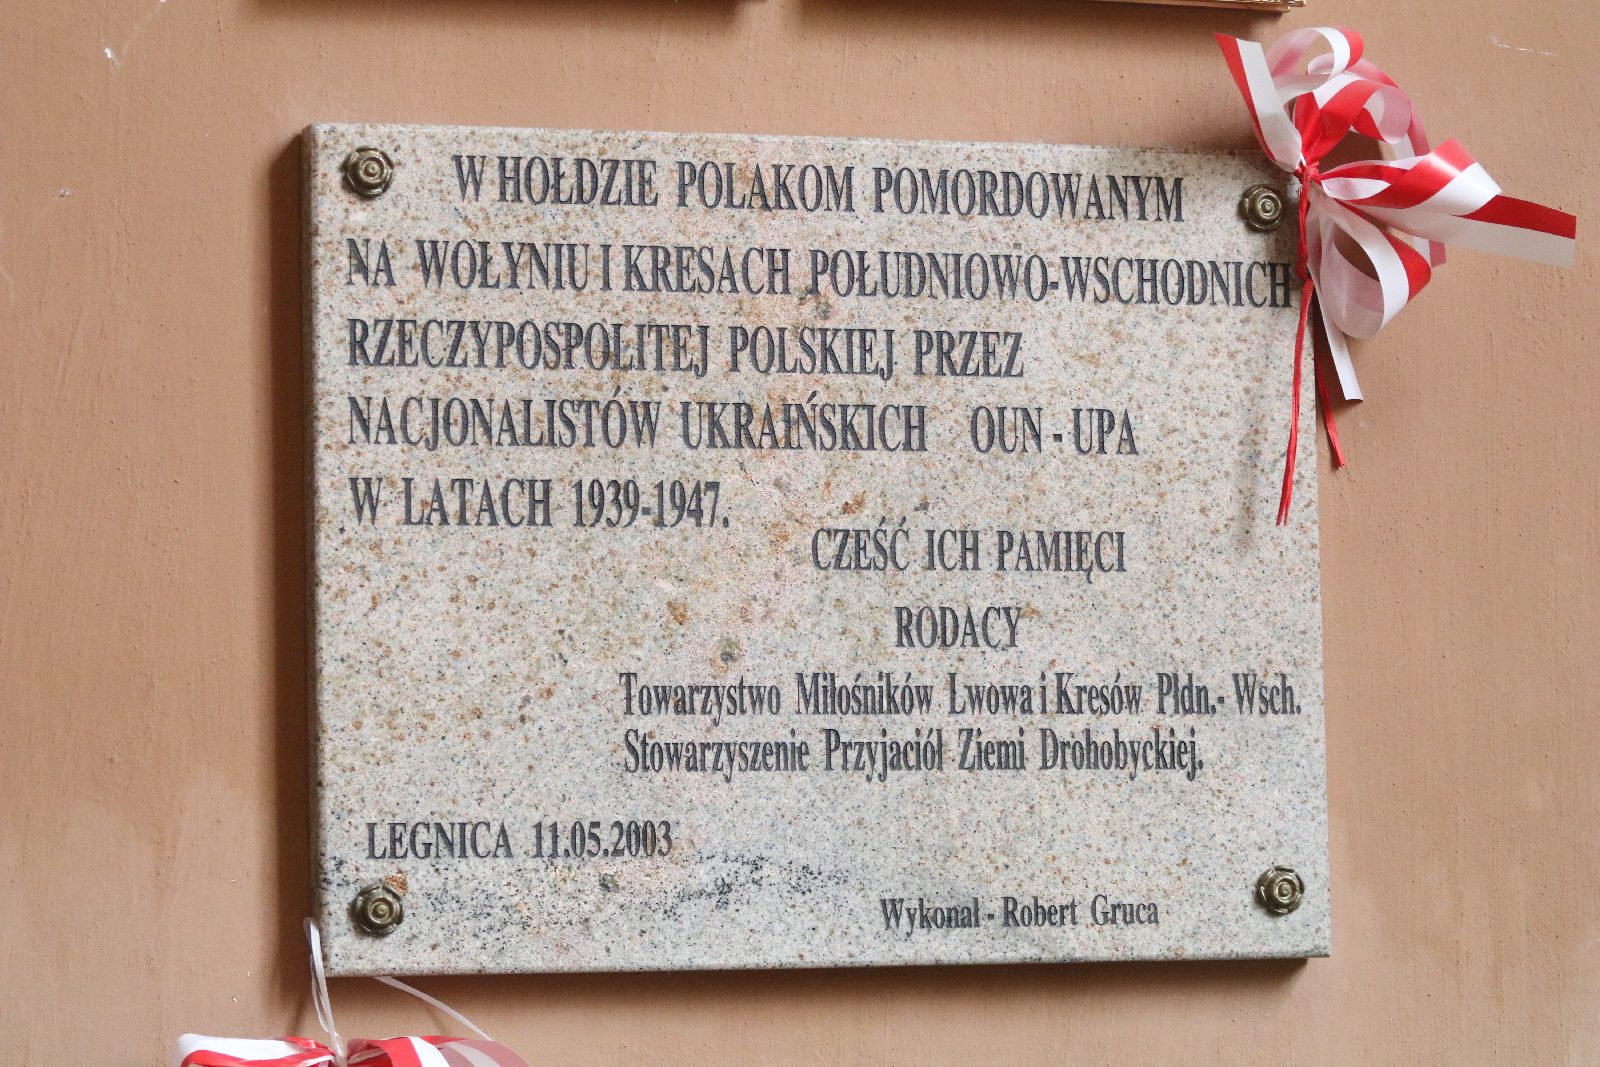 W HOŁDZIE POLAKOM POMORDOWANYM
NA WOŁYNIU I KRESACH POŁUDNIOWO-WSCHODNICH
RZECZYPOSPOLITEJ POLSKIEJ PRZEZ
NACJONALISTÓW UKRAIŃSKICH OUN - UPA
W LATACH 1939-1947.
CZEŚĆ ICH PAMIĘCI
RODACY
Towarzystwo Miłośników Lwowa i Kresów Płdn.- Wsch.
Stowarzyszenie Przyjaciół Ziemi Drohobyckiej.
LEGNICA 11.05.2003
Wykonał - Robert Gruca